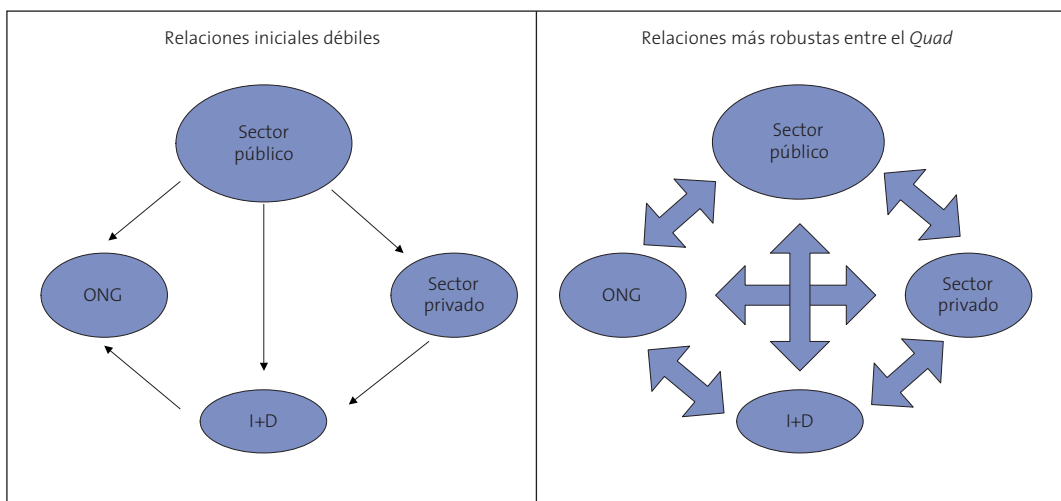 Relaciones iniciales débiles
Sector
público
ONG
Sector
privado
I+D
Relaciones más robustas entre el Quad
Sector
público
ONG
Sector
privado
I+D